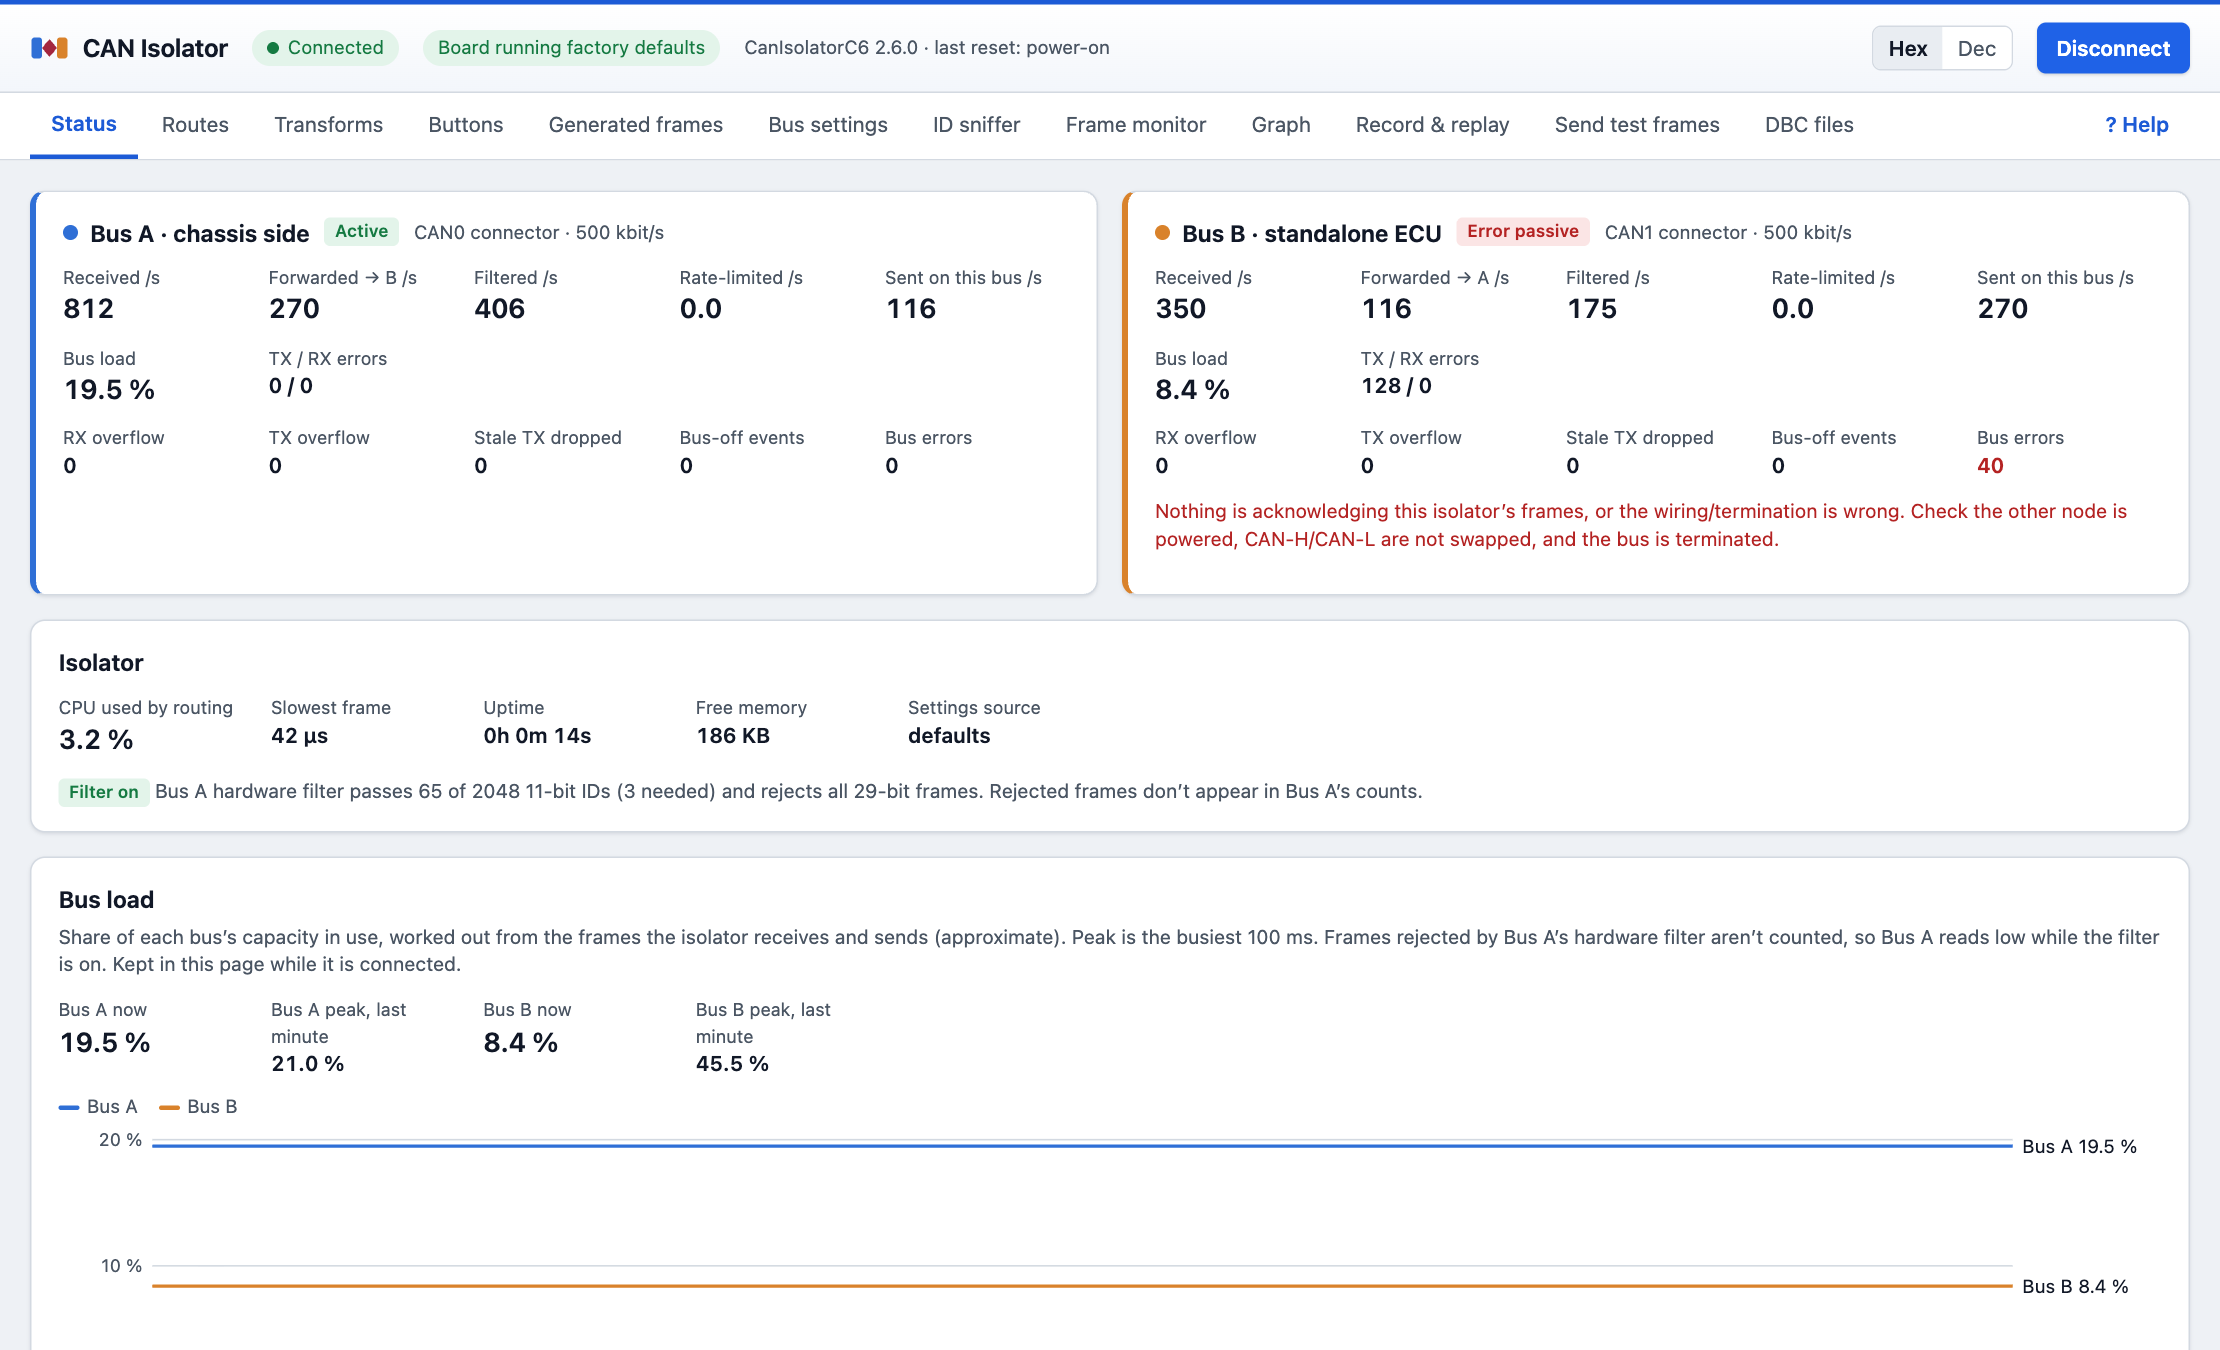 CAN Isolator
Connected
Board running factory defaults
CanIsolatorC6 2.6.0 · last reset: power-on
Hex
Dec
Disconnect
Status
Routes
Transforms
Buttons
Generated frames
Bus settings
ID sniffer
Frame monitor
Graph
Record & replay
Send test frames
DBC files
? Help
Bus A · chassis side
Active
CAN0 connector · 500 kbit/s
Received /s
812
Forwarded → B /s
270
Filtered /s
406
Rate-limited /s
0.0
Sent on this bus /s
116
Bus load
19.5 %
TX / RX errors
0 / 0
RX overflow
0
TX overflow
0
Stale TX dropped
0
Bus-off events
0
Bus errors
0
Bus B · standalone ECU
Error passive
CAN1 connector · 500 kbit/s
Received /s
350
Forwarded → A /s
116
Filtered /s
175
Rate-limited /s
0.0
Sent on this bus /s
270
Bus load
8.4 %
TX / RX errors
128 / 0
RX overflow
0
TX overflow
0
Stale TX dropped
0
Bus-off events
0
Bus errors
40
Nothing is acknowledging this isolator’s frames, or the wiring/termination is wrong. Check the other node is
powered, CAN-H/CAN-L are not swapped, and the bus is terminated.
Isolator
CPU used by routing
3.2 %
Slowest frame
42 µs
Uptime
0h 0m 14s
Free memory
186 KB
Settings source
defaults
Filter on
Bus A hardware filter passes 65 of 2048 11-bit IDs (3 needed) and rejects all 29-bit frames. Rejected frames don’t appear in Bus A’s counts.
Bus load
Share of each bus’s capacity in use, worked out from the frames the isolator receives and sends (approximate). Peak is the busiest 100 ms. Frames rejected by Bus A’s hardware filter aren’t counted, so Bus A reads low while the filter
is on. Kept in this page while it is connected.
Bus A now
19.5 %
Bus A peak, last
minute
21.0 %
Bus B now
8.4 %
Bus B peak, last
minute
45.5 %
Bus A
Bus B
20 %
Bus A 19.5 %
10 %
Bus B 8.4 %